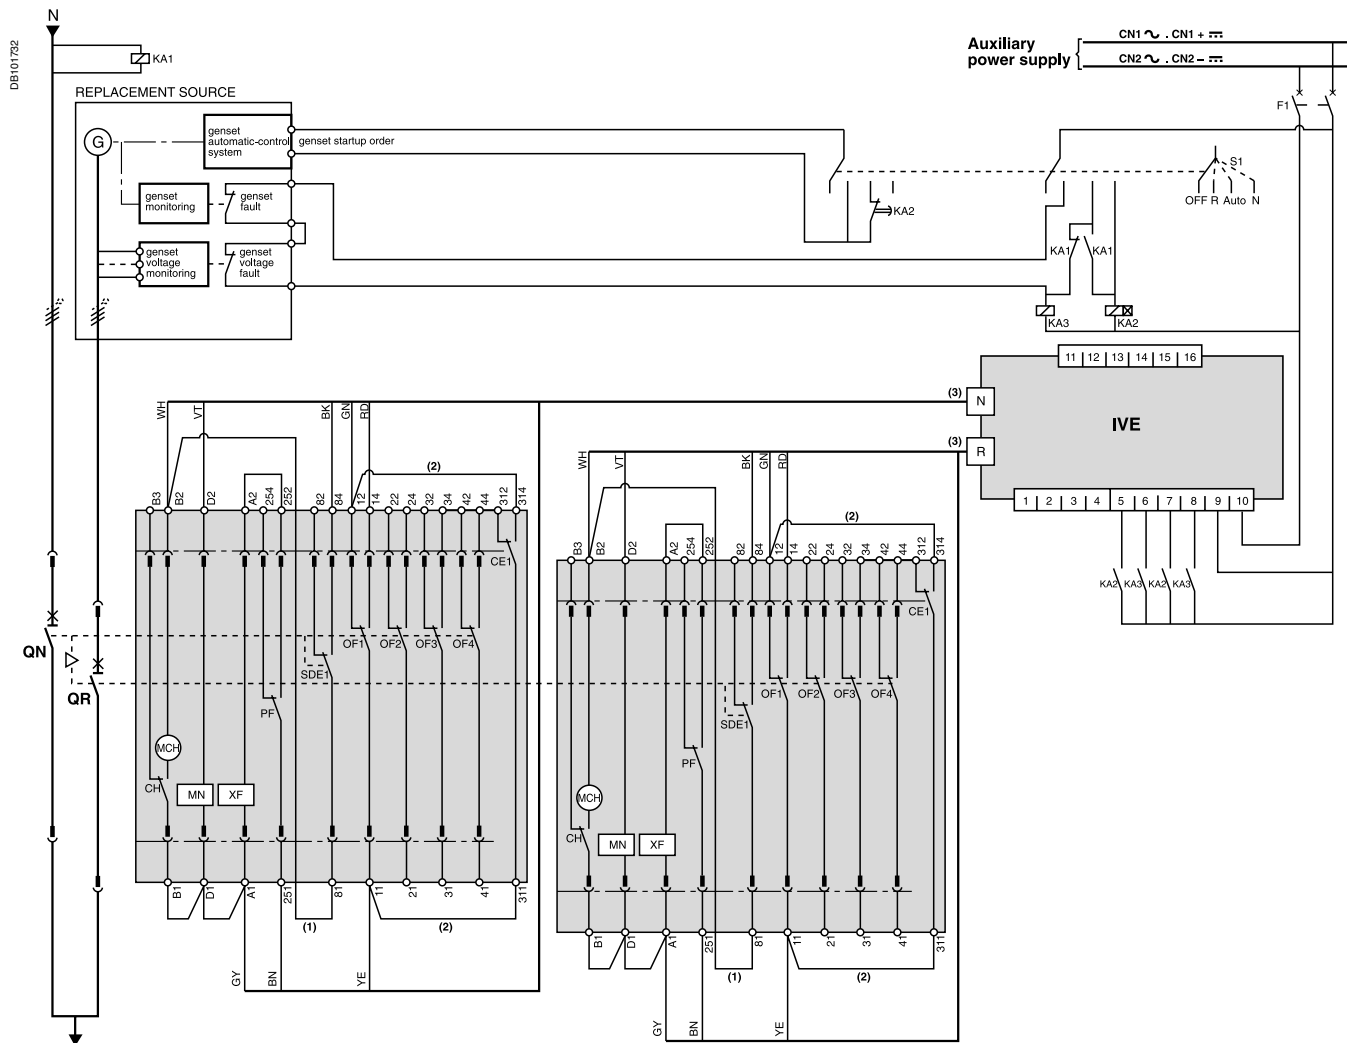 N
DB101732
KA1
Auxiliary
power supply
CN1 . CN1 +
CN2 . CN2 –
F1
REPLACEMENT SOURCE
G
genset
automatic-control
system
genset startup order
genset
monitoring
genset
fault
genset
voltage
monitoring
genset
voltage
fault
KA2
S1
OFF R Auto N
KA1 KA1
KA3 KA2
11 12 13 14 15 16
(3) N
(3) R
IVE
1 2 3 4 5 6 7 8 9 10
KA2 KA3 KA2 KA3
WH VT BK GN RD
(2)
B3 B2 D2 A2 254 252 82 84 12 14 22 24 32 34 42 44 312 314
CE1
OF1 OF2 OF3 OF4
SDE1
PF
MCH
CH
MN XF
B1 D1 A1 251 81 11 21 31 41 311
(1) (2)
GY BN YE
QN
QR
WH VT BK GN RD
(2)
B3 B2 D2 A2 254 252 82 84 12 14 22 24 32 34 42 44 312 314
CE1
OF1 OF2 OF3 OF4
SDE1
PF
MCH
CH
MN XF
B1 D1 A1 251 81 11 21 31 41 311
(1) (2)
GY BN YE